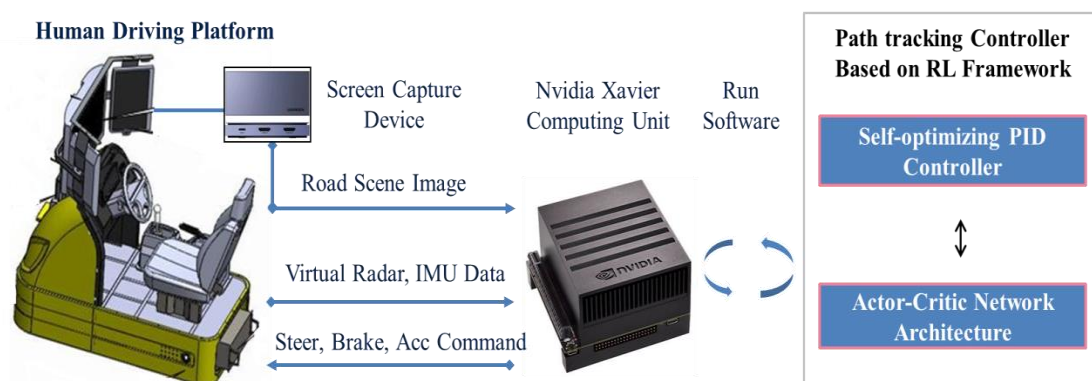 Human Driving Platform
Screen Capture
Device
Nvidia Xavier
Computing Unit
Run
Software
Road Scene Image
Virtual Radar, IMU Data
Steer, Brake, Acc Command
NVIDIA
Path tracking Controller
Based on RL Framework
Self-optimizing PID
Controller
Actor-Critic Network
Architecture